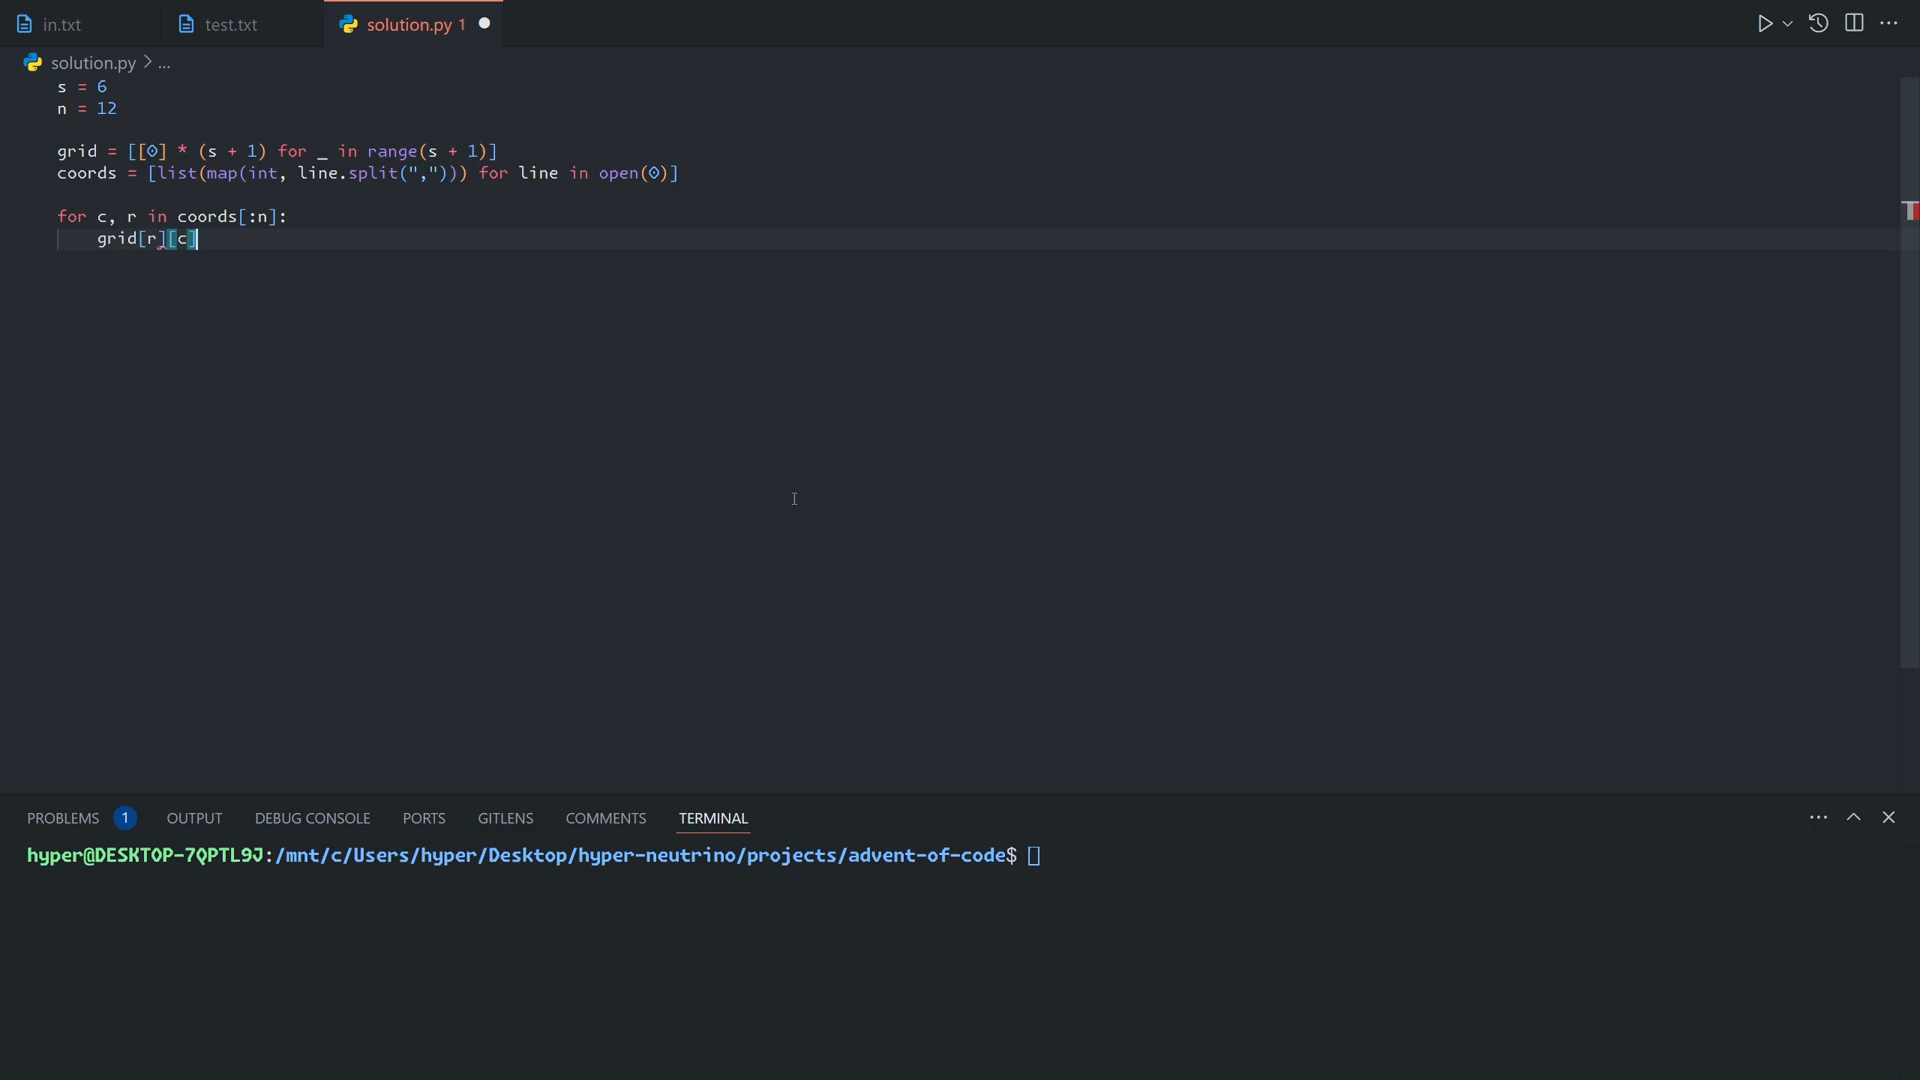 in.txt test.txt solution.py 1
solution.py > ...
s = 6
n = 12
grid = [[0] * (s + 1) for _ in range(s + 1)]
coords = [list(map(int, line.split(","))) for line in open(0)]
for c, r in coords[:n]:
grid[r][c]
PROBLEMS 1 OUTPUT DEBUG CONSOLE PORTS GITLENS COMMENTS TERMINAL
hyper@DESKTOP-7QPTL9J:/mnt/c/Users/hyper/Desktop/hyper-neutrino/projects/advent-of-code$